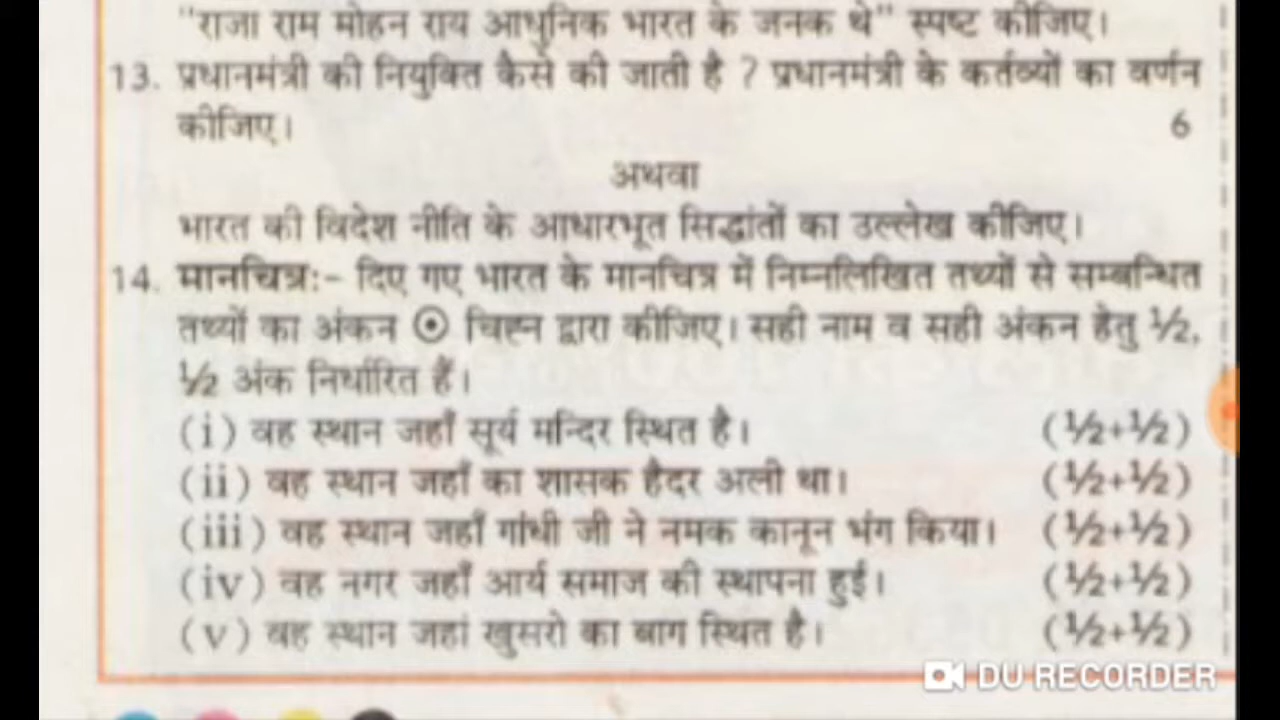 "राजा राम मोहन राय आधुनिक भारत के जनक थे" स्पष्ट कीजिए।
13. प्रधानमंत्री की नियुक्ति कैसे की जाती है ? प्रधानमंत्री के कर्तव्यों का वर्णन
कीजिए। 6
अथवा
भारत की विदेश नीति के आधारभूत सिद्धांतों का उल्लेख कीजिए।
14. मानचित्र:- दिए गए भारत के मानचित्र में निम्नलिखित तथ्यों से सम्बन्धित
तथ्यों का अंकन ⊙ चिह्न द्वारा कीजिए। सही नाम व सही अंकन हेतु ½,
½ अंक निर्धारित हैं।
(i) वह स्थान जहाँ सूर्य मन्दिर स्थित है। (½+½)
(ii) वह स्थान जहाँ का शासक हैदर अली था। (½+½)
(iii) वह स्थान जहाँ गांधी जी ने नमक कानून भंग किया। (½+½)
(iv) वह नगर जहाँ आर्य समाज की स्थापना हुई। (½+½)
(v) वह स्थान जहां खुसरो का बाग स्थित है। (½+½)
DU RECORDER